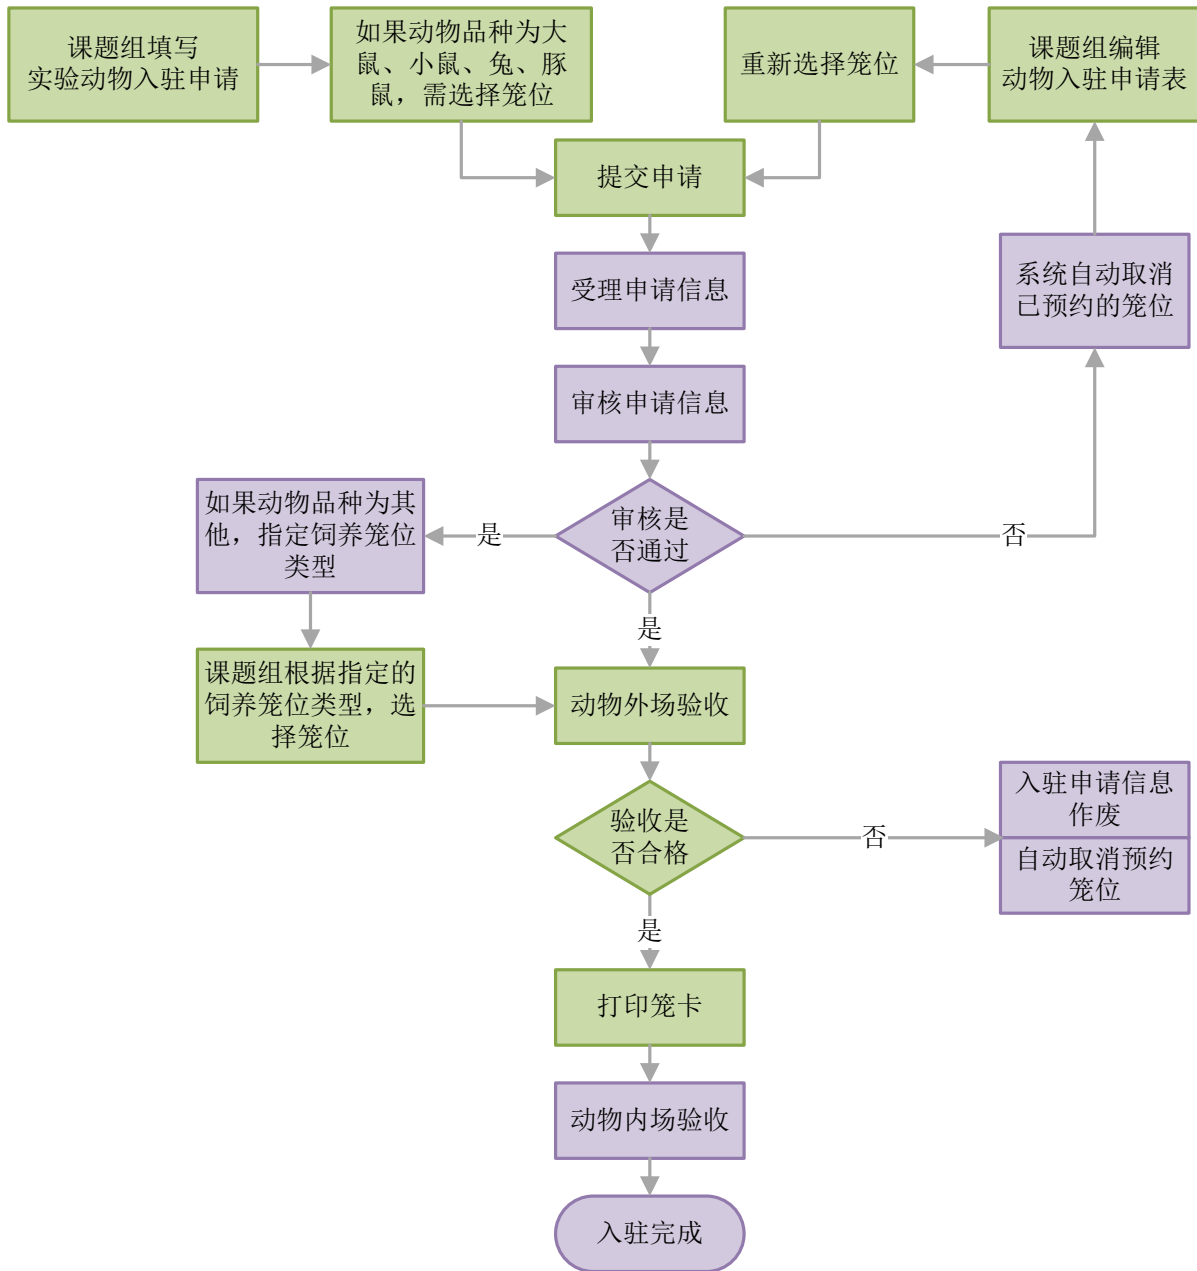 课题组填写
实验动物入驻申请
如果动物品种为大
鼠、小鼠、兔、豚
鼠，需选择笼位
重新选择笼位
课题组编辑
动物入驻申请表
提交申请
受理申请信息
系统自动取消
已预约的笼位
审核申请信息
如果动物品种为其
他，指定饲养笼位
类型
是
审核是
否通过
否
是
课题组根据指定的
饲养笼位类型，选
择笼位
动物外场验收
验收是
否合格
否
入驻申请信息
作废
自动取消预约
笼位
是
打印笼卡
动物内场验收
入驻完成